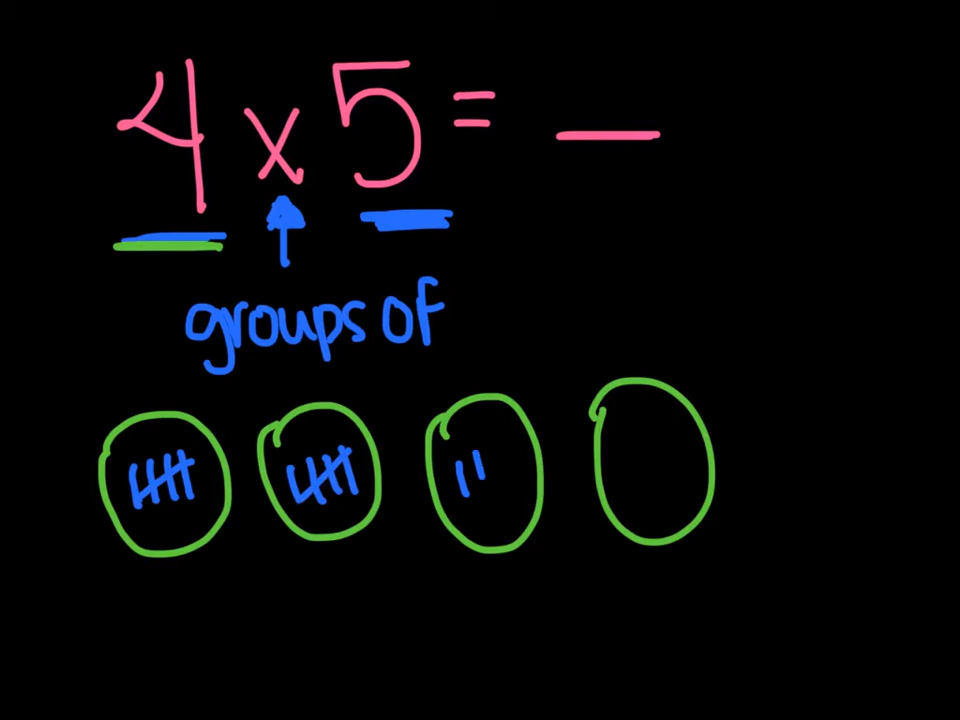 4 x 5 = __
groups of